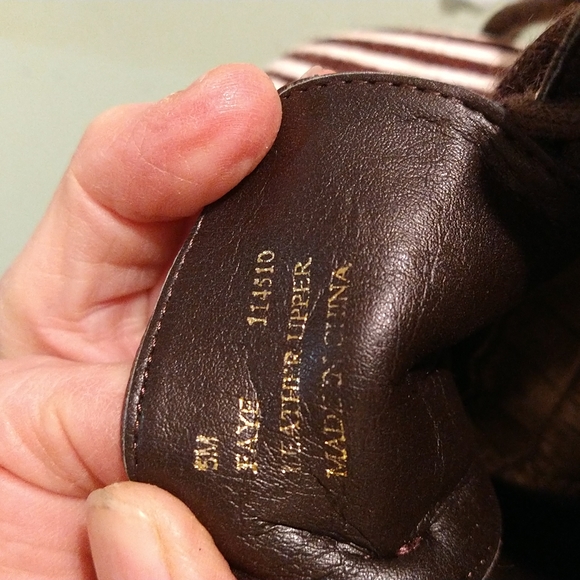 5M
FAYE 114510
LEATHER UPPER
MADE IN CHINA